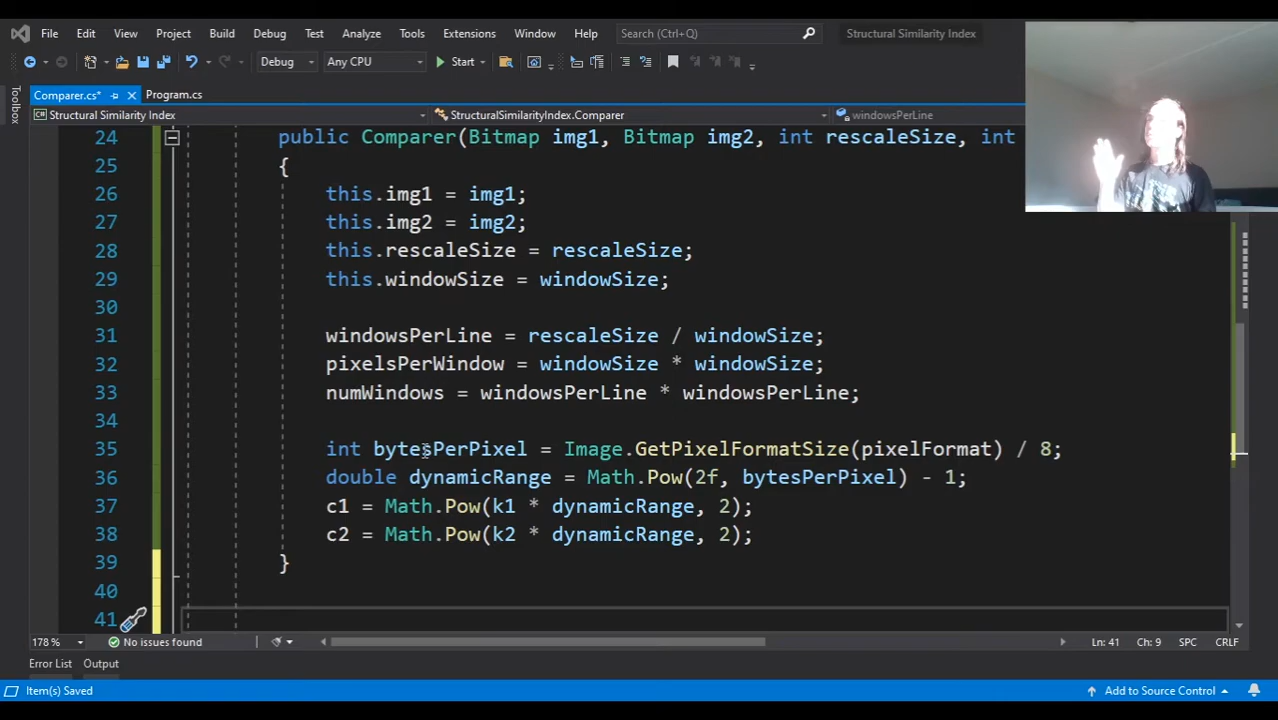 File Edit View Project Build Debug Test Analyze Tools Extensions Window Help Search (Ctrl+Q) Structural Similarity Index
Debug Any CPU Start
Toolbox
Comparer.cs* Program.cs
Structural Similarity Index StructuralSimilarityIndex.Comparer windowsPerLine
24 public Comparer(Bitmap img1, Bitmap img2, int rescaleSize, int
25 {
26 this.img1 = img1;
27 this.img2 = img2;
28 this.rescaleSize = rescaleSize;
29 this.windowSize = windowSize;
30
31 windowsPerLine = rescaleSize / windowSize;
32 pixelsPerWindow = windowSize * windowSize;
33 numWindows = windowsPerLine * windowsPerLine;
34
35 int bytesPerPixel = Image.GetPixelFormatSize(pixelFormat) / 8;
36 double dynamicRange = Math.Pow(2f, bytesPerPixel) - 1;
37 c1 = Math.Pow(k1 * dynamicRange, 2);
38 c2 = Math.Pow(k2 * dynamicRange, 2);
39 }
40
41
178 % No issues found Ln: 41 Ch: 9 SPC CRLF
Error List Output
Item(s) Saved Add to Source Control